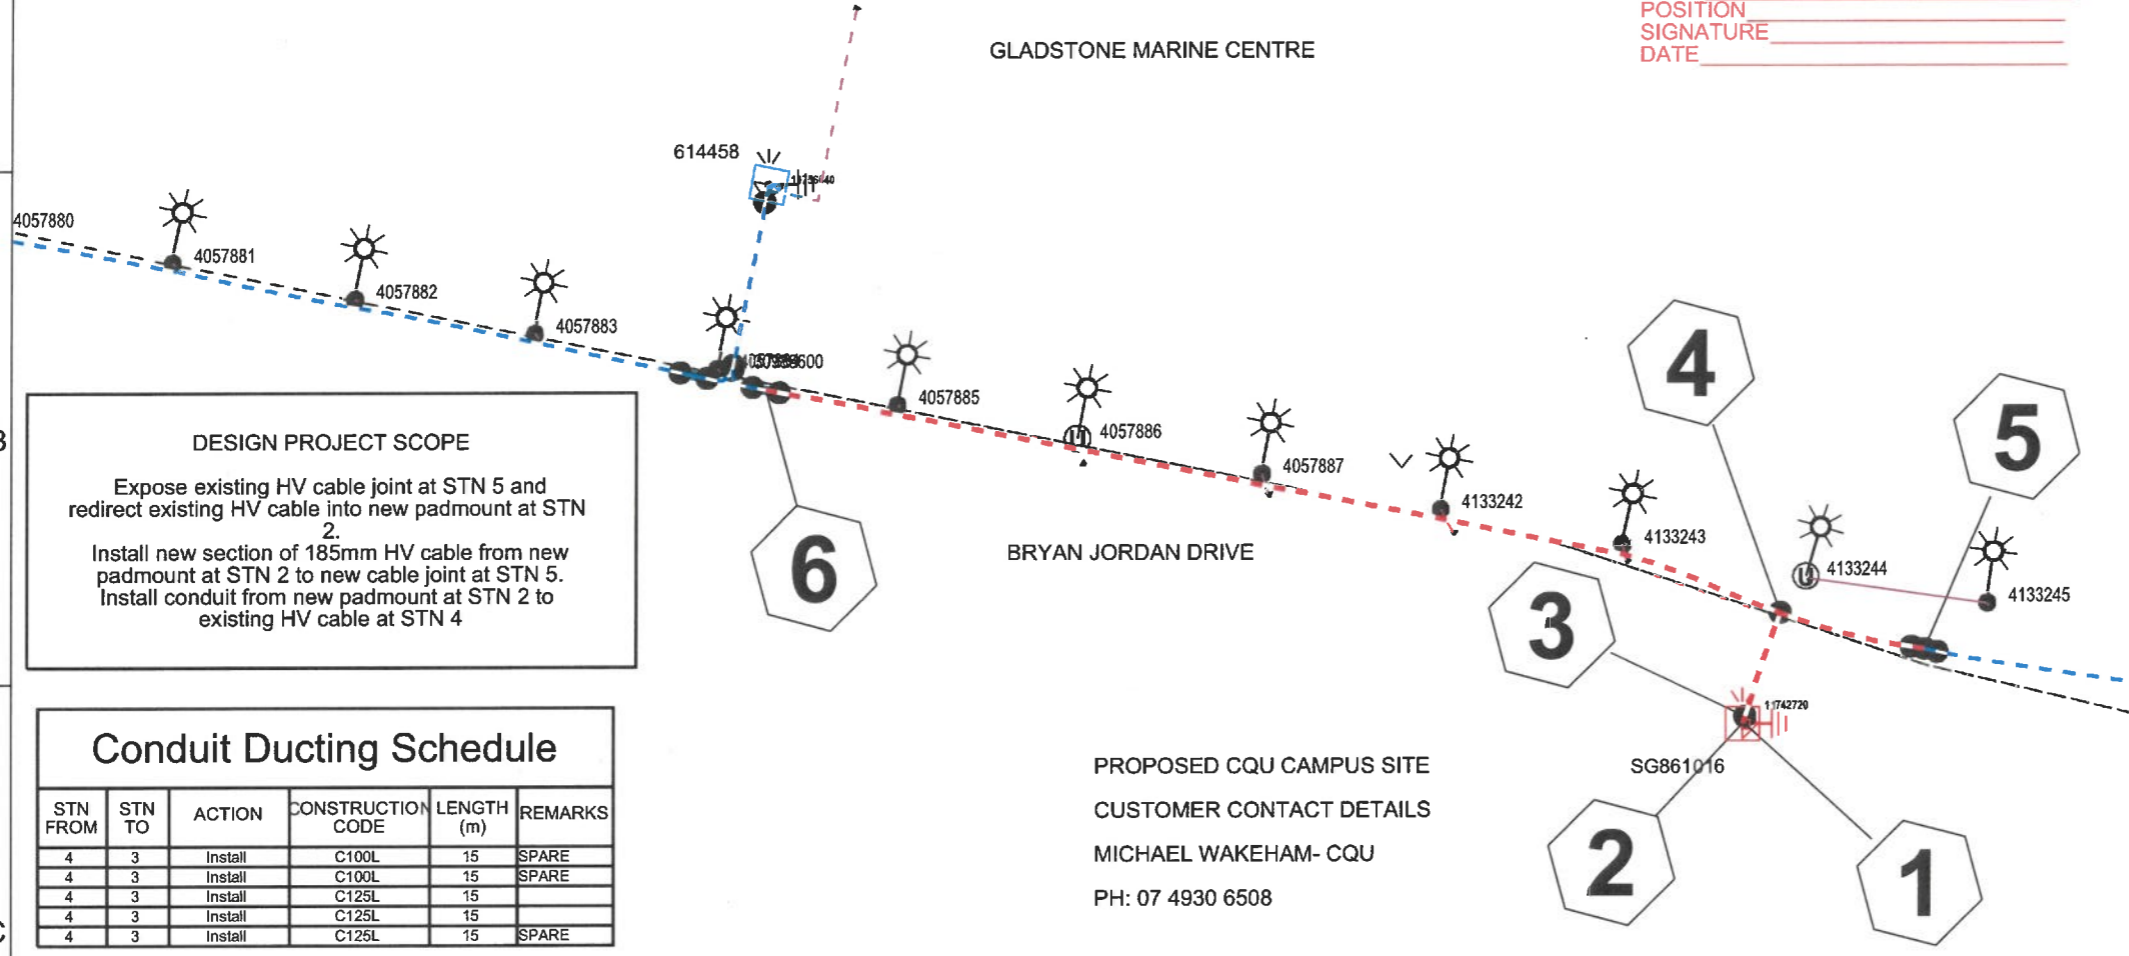 POSITION
SIGNATURE
DATE
GLADSTONE MARINE CENTRE
614458
4057880
4057881
4057882
4057883
4057885
4057886
4057887
4133242
4133243
4133244
4133245
4
5
6
3
2
1
BRYAN JORDAN DRIVE
11742720
SG861016
DESIGN PROJECT SCOPE
Expose existing HV cable joint at STN 5 and
redirect existing HV cable into new padmount at STN
2.
Install new section of 185mm HV cable from new
padmount at STN 2 to new cable joint at STN 5.
Install conduit from new padmount at STN 2 to
existing HV cable at STN 4
Conduit Ducting Schedule
STN FROM STN TO ACTION CONSTRUCTION CODE LENGTH (m) REMARKS
4 3 Install C100L 15 SPARE
4 3 Install C100L 15 SPARE
4 3 Install C125L 15
4 3 Install C125L 15
4 3 Install C125L 15 SPARE
PROPOSED CQU CAMPUS SITE
CUSTOMER CONTACT DETAILS
MICHAEL WAKEHAM- CQU
PH: 07 4930 6508
B
C